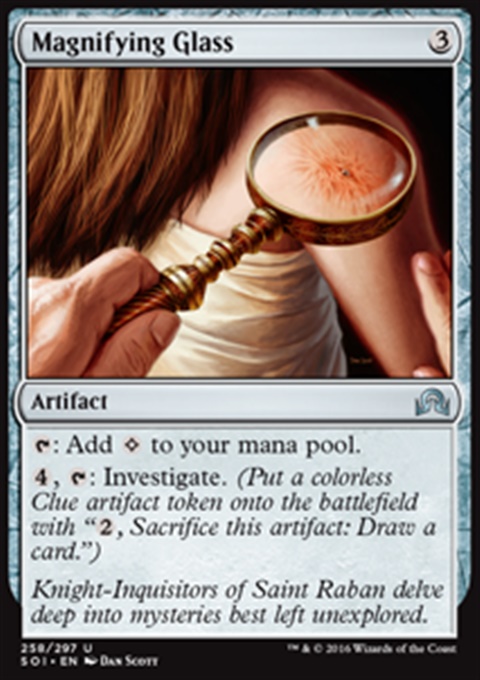 Magnifying Glass 3
Artifact
: Add to your mana pool.
4, : Investigate. (Put a colorless
Clue artifact token onto the battlefield
with “2, Sacrifice this artifact: Draw a
card.”)
Knight-Inquisitors of Saint Raban delve
deep into mysteries best left unexplored.
258/297 U
SOI • EN Dan Scott
™ & © 2016 Wizards of the Coast